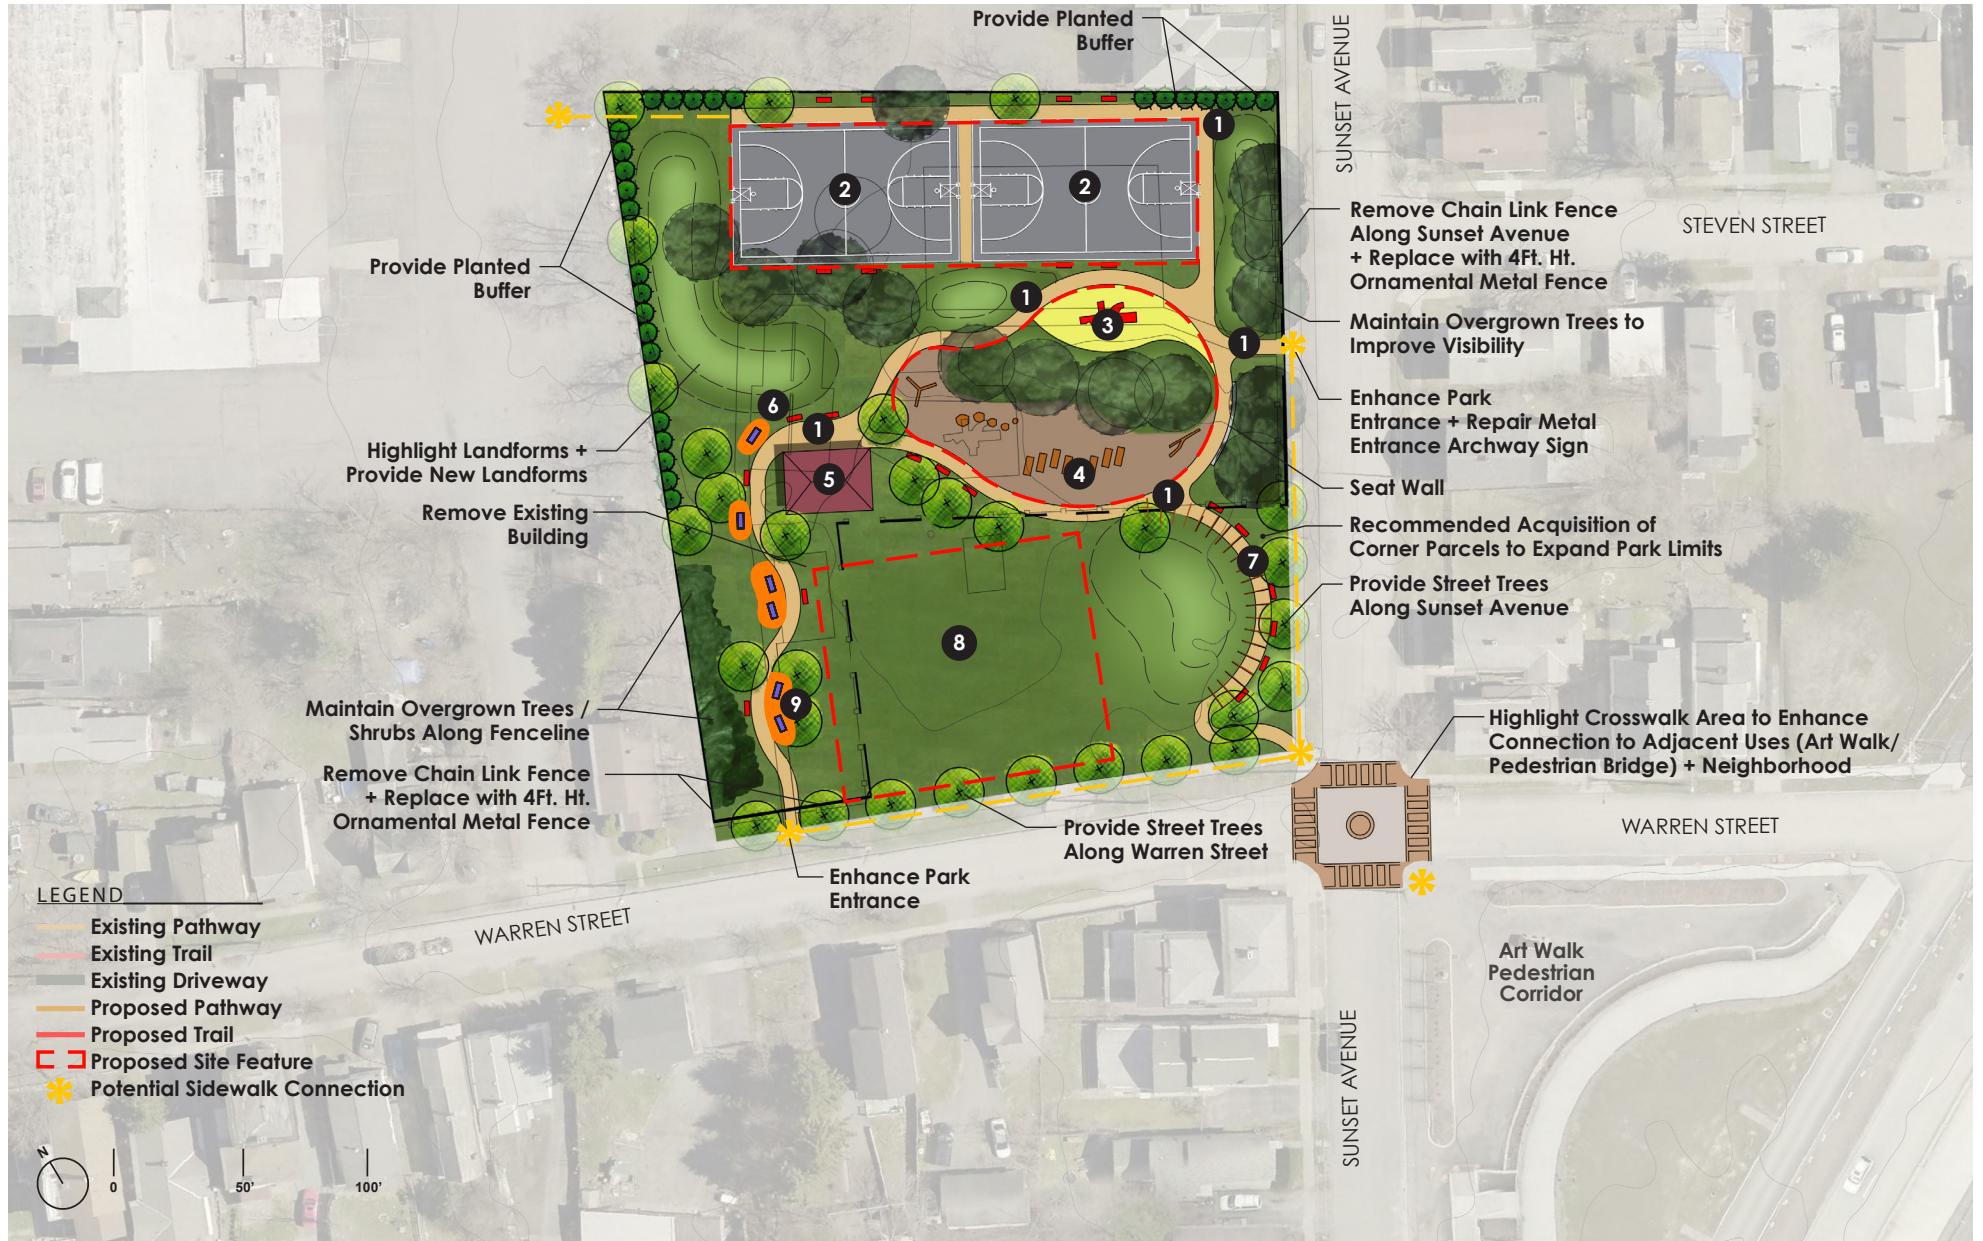 Provide Planted
Buffer
SUNSET AVENUE
1
2
2
STEVEN STREET
Remove Chain Link Fence
Along Sunset Avenue
+ Replace with 4Ft. Ht.
Ornamental Metal Fence
Provide Planted
Buffer
1
3
1
Maintain Overgrown Trees to
Improve Visibility
Enhance Park
Entrance + Repair Metal
Entrance Archway Sign
6
1
Highlight Landforms +
Provide New Landforms
5
4
1
Seat Wall
Remove Existing
Building
Recommended Acquisition of
Corner Parcels to Expand Park Limits
7
Provide Street Trees
Along Sunset Avenue
8
9
Maintain Overgrown Trees /
Shrubs Along Fenceline
Highlight Crosswalk Area to Enhance
Connection to Adjacent Uses (Art Walk/
Pedestrian Bridge) + Neighborhood
Remove Chain Link Fence
+ Replace with 4Ft. Ht.
Ornamental Metal Fence
Provide Street Trees
Along Warren Street
WARREN STREET
Enhance Park
Entrance
WARREN STREET
Art Walk
Pedestrian
Corridor
SUNSET AVENUE
LEGEND
Existing Pathway
Existing Trail
Existing Driveway
Proposed Pathway
Proposed Trail
Proposed Site Feature
Potential Sidewalk Connection
N
0
50'
100'